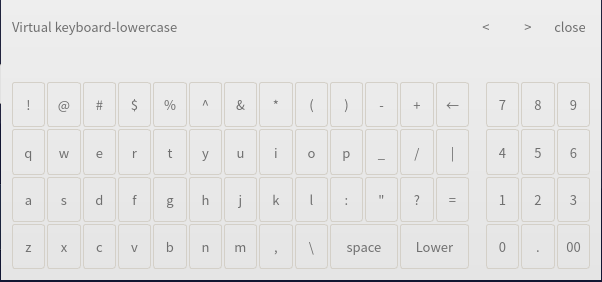 Virtual keyboard-lowercase < > close
! @ # $ % ^ & * ( ) - + ← 7 8 9
q w e r t y u i o p _ / | 4 5 6
a s d f g h j k l : " ? = 1 2 3
z x c v b n m , \ space Lower 0 . 00